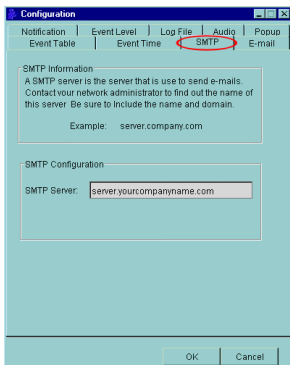 Configuration
Notification Event Level Log File Audio Popup
Event Table Event Time SMTP E-mail
SMTP Information
A SMTP server is the server that is use to send e-mails.
Contact your network administrator to find out the name of
this server Be sure to Include the name and domain.
Example: server.company.com
SMTP Configuration
SMTP Server: server.yourcompanyname.com
OK Cancel